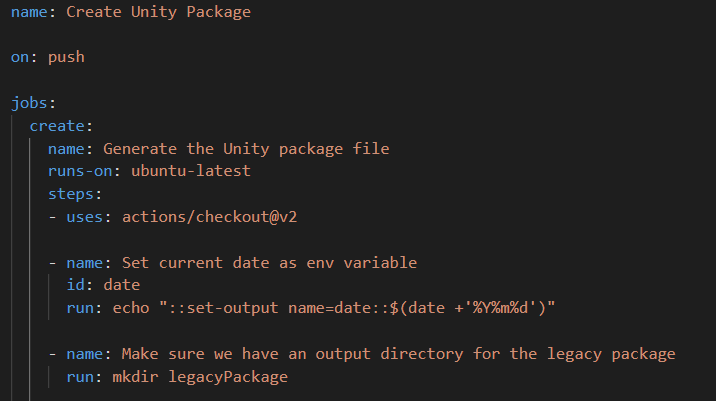 name: Create Unity Package
on: push
jobs:
create:
name: Generate the Unity package file
runs-on: ubuntu-latest
steps:
- uses: actions/checkout@v2
- name: Set current date as env variable
id: date
run: echo "::set-output name=date::$(date +'%Y%m%d')"
- name: Make sure we have an output directory for the legacy package
run: mkdir legacyPackage